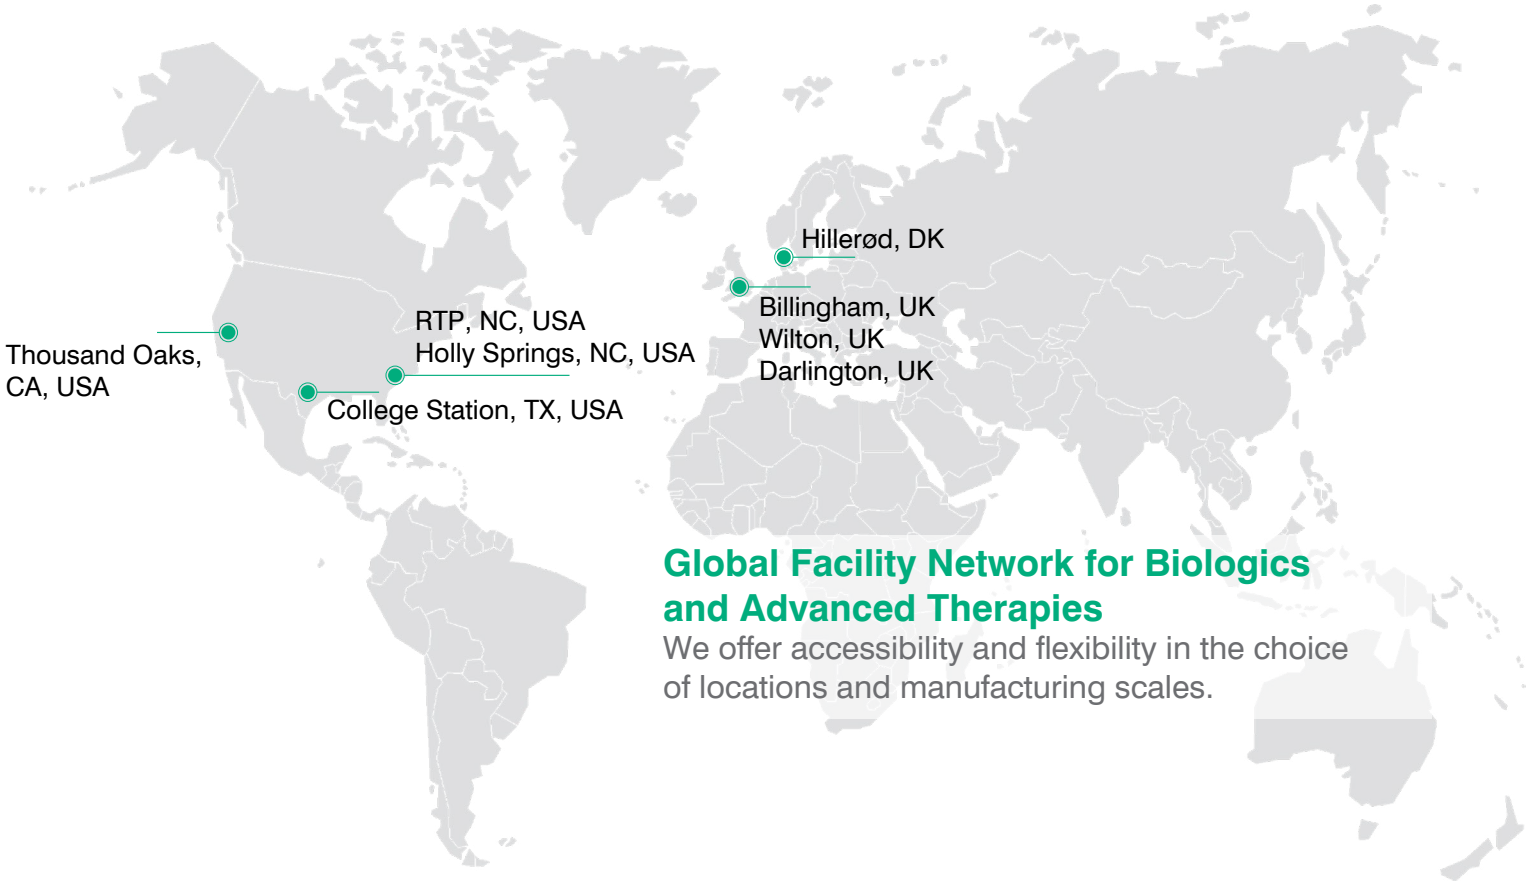 Hillerød, DK
Billingham, UK
Wilton, UK
Darlington, UK
RTP, NC, USA
Holly Springs, NC, USA
Thousand Oaks,
CA, USA
College Station, TX, USA
Global Facility Network for Biologics
and Advanced Therapies
We offer accessibility and flexibility in the choice
of locations and manufacturing scales.